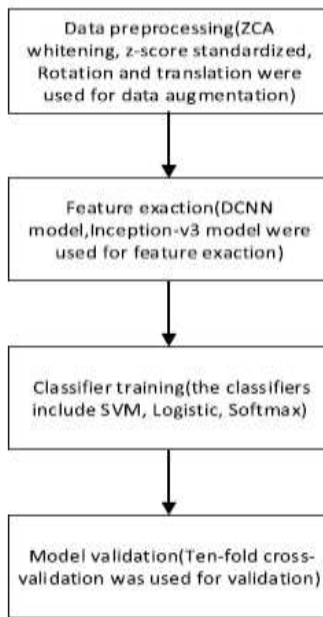 Data preprocessing(ZCA
whitening, z-score standardized,
Rotation and translation were
used for data augmentation)
Feature exaction(DCNN
model,Inception-v3 model were
used for feature exaction)
Classifier training(the classifiers
include SVM, Logistic, Softmax)
Model validation(Ten-fold cross-
validation was used for validation)